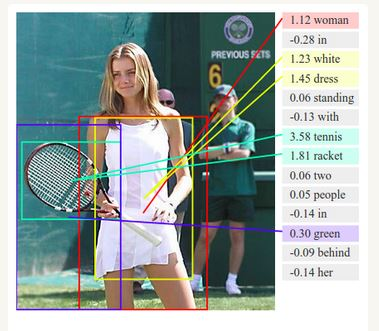 PREVIOUS SETS
6
6
1.12 woman
-0.28 in
1.23 white
1.45 dress
0.06 standing
-0.13 with
3.58 tennis
1.81 racket
0.06 two
0.05 people
-0.14 in
0.30 green
-0.09 behind
-0.14 her